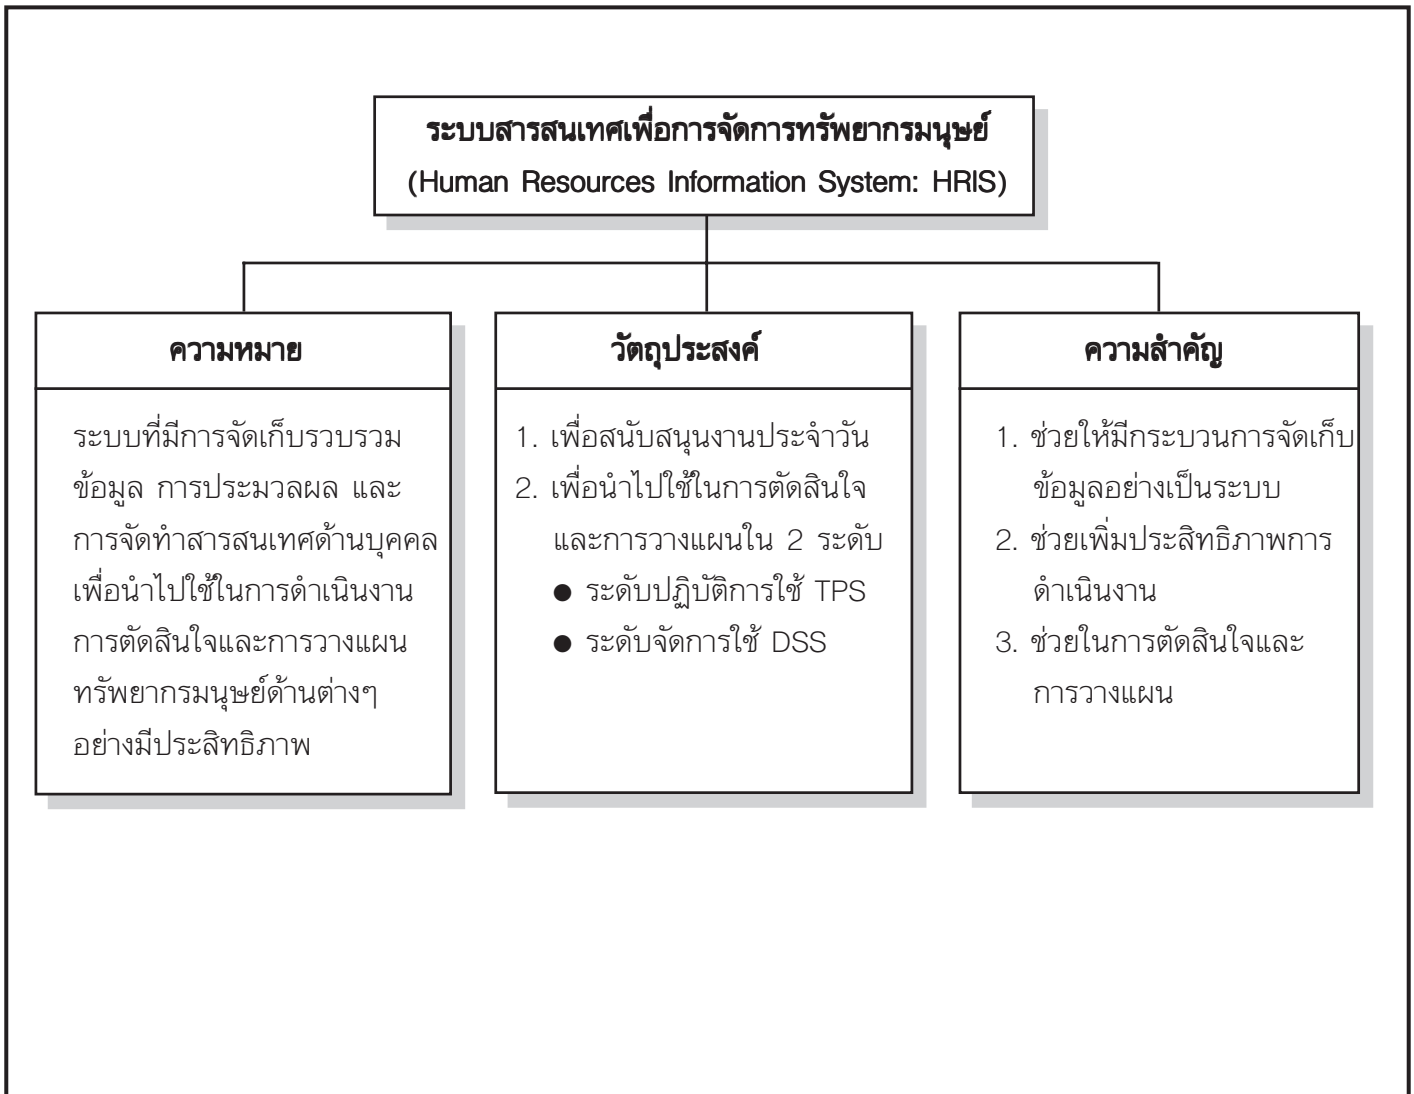 ระบบสารสนเทศเพื่อการจัดการทรัพยากรมนุษย์
(Human Resources Information System: HRIS)
ความหมาย
ระบบที่มีการจัดเก็บรวบรวม
ข้อมูล การประมวลผล และ
การจัดทำสารสนเทศด้านบุคคล
เพื่อนำไปใช้ในการดำเนินงาน
การตัดสินใจและการวางแผน
ทรัพยากรมนุษย์ด้านต่างๆ
อย่างมีประสิทธิภาพ
วัตถุประสงค์
1. เพื่อสนับสนุนงานประจำวัน
2. เพื่อนำไปใช้ในการตัดสินใจ
และการวางแผนใน 2 ระดับ
● ระดับปฏิบัติการใช้ TPS
● ระดับจัดการใช้ DSS
ความสำคัญ
1. ช่วยให้มีกระบวนการจัดเก็บ
ข้อมูลอย่างเป็นระบบ
2. ช่วยเพิ่มประสิทธิภาพการ
ดำเนินงาน
3. ช่วยในการตัดสินใจและ
การวางแผน